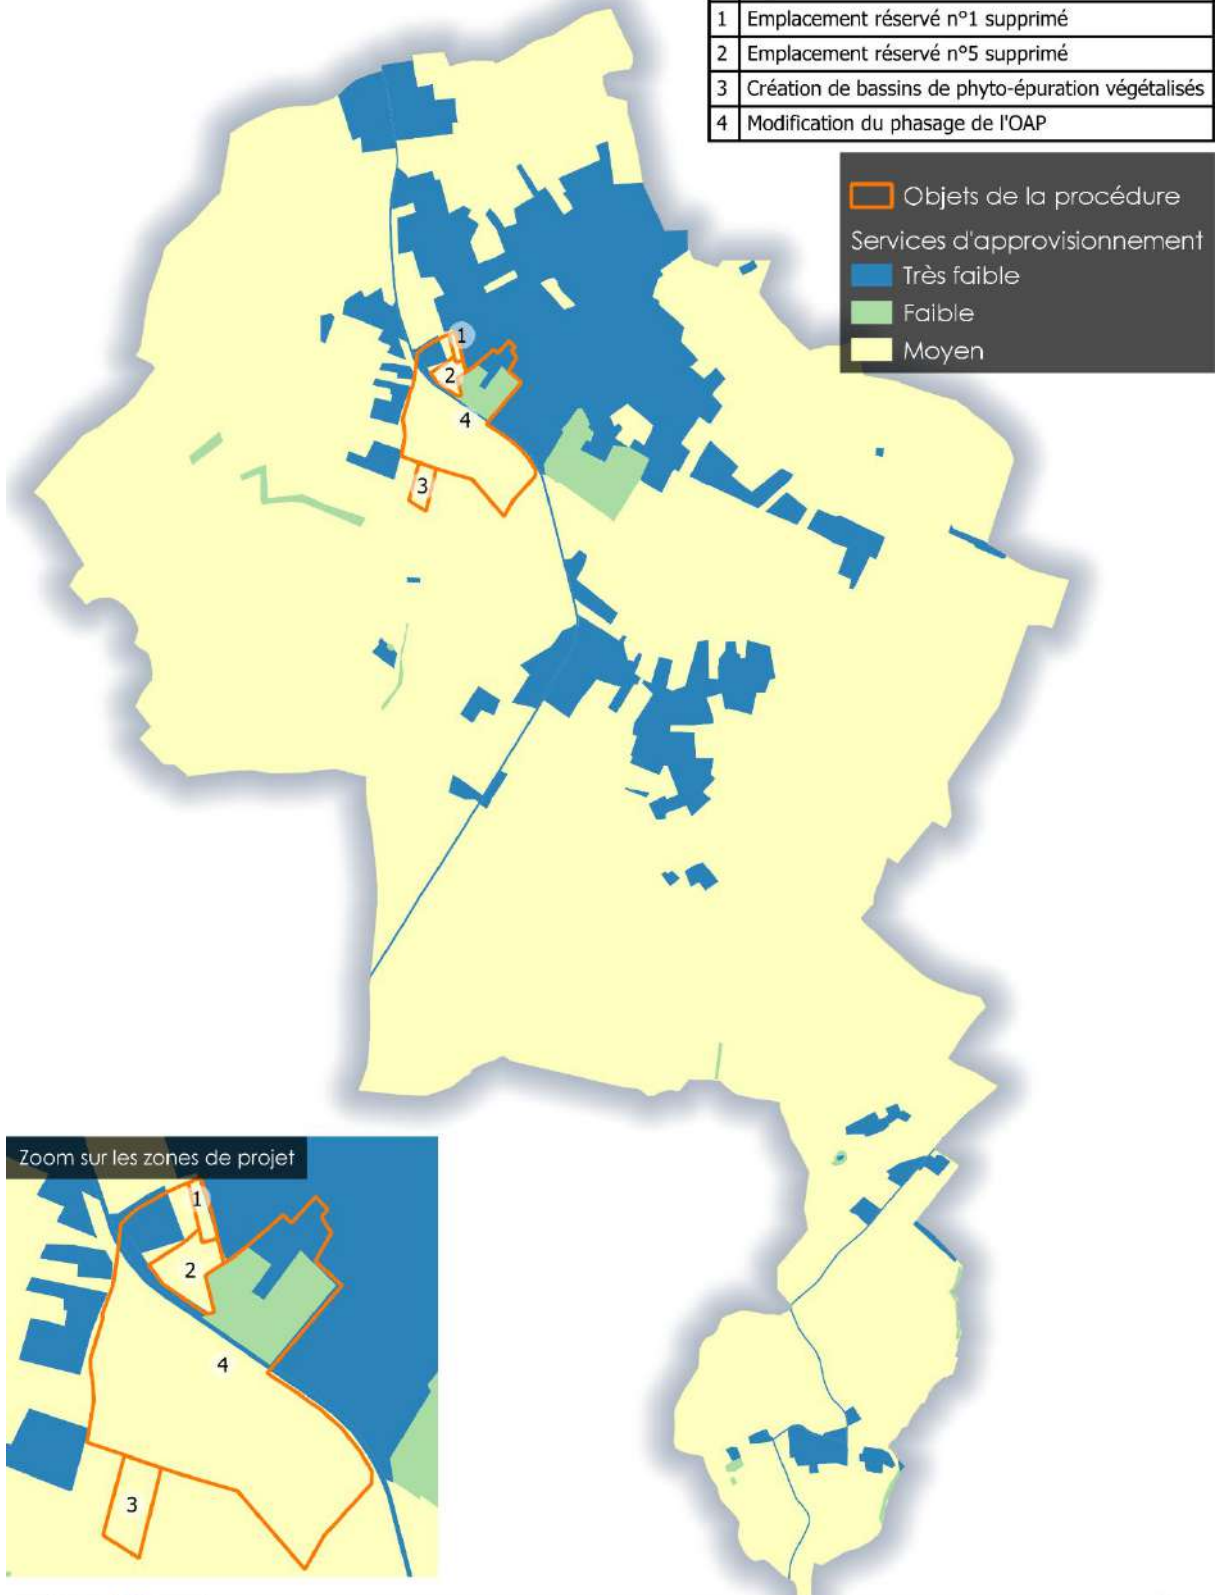 1 Emplacement réservé n°1 supprimé
2 Emplacement réservé n°5 supprimé
3 Création de bassins de phyto-épuration végétalisés
4 Modification du phasage de l'OAP
Objets de la procédure
Services d'approvisionnement
Très faible
Faible
Moyen
1
2
4
3
Zoom sur les zones de projet
1
2
4
3